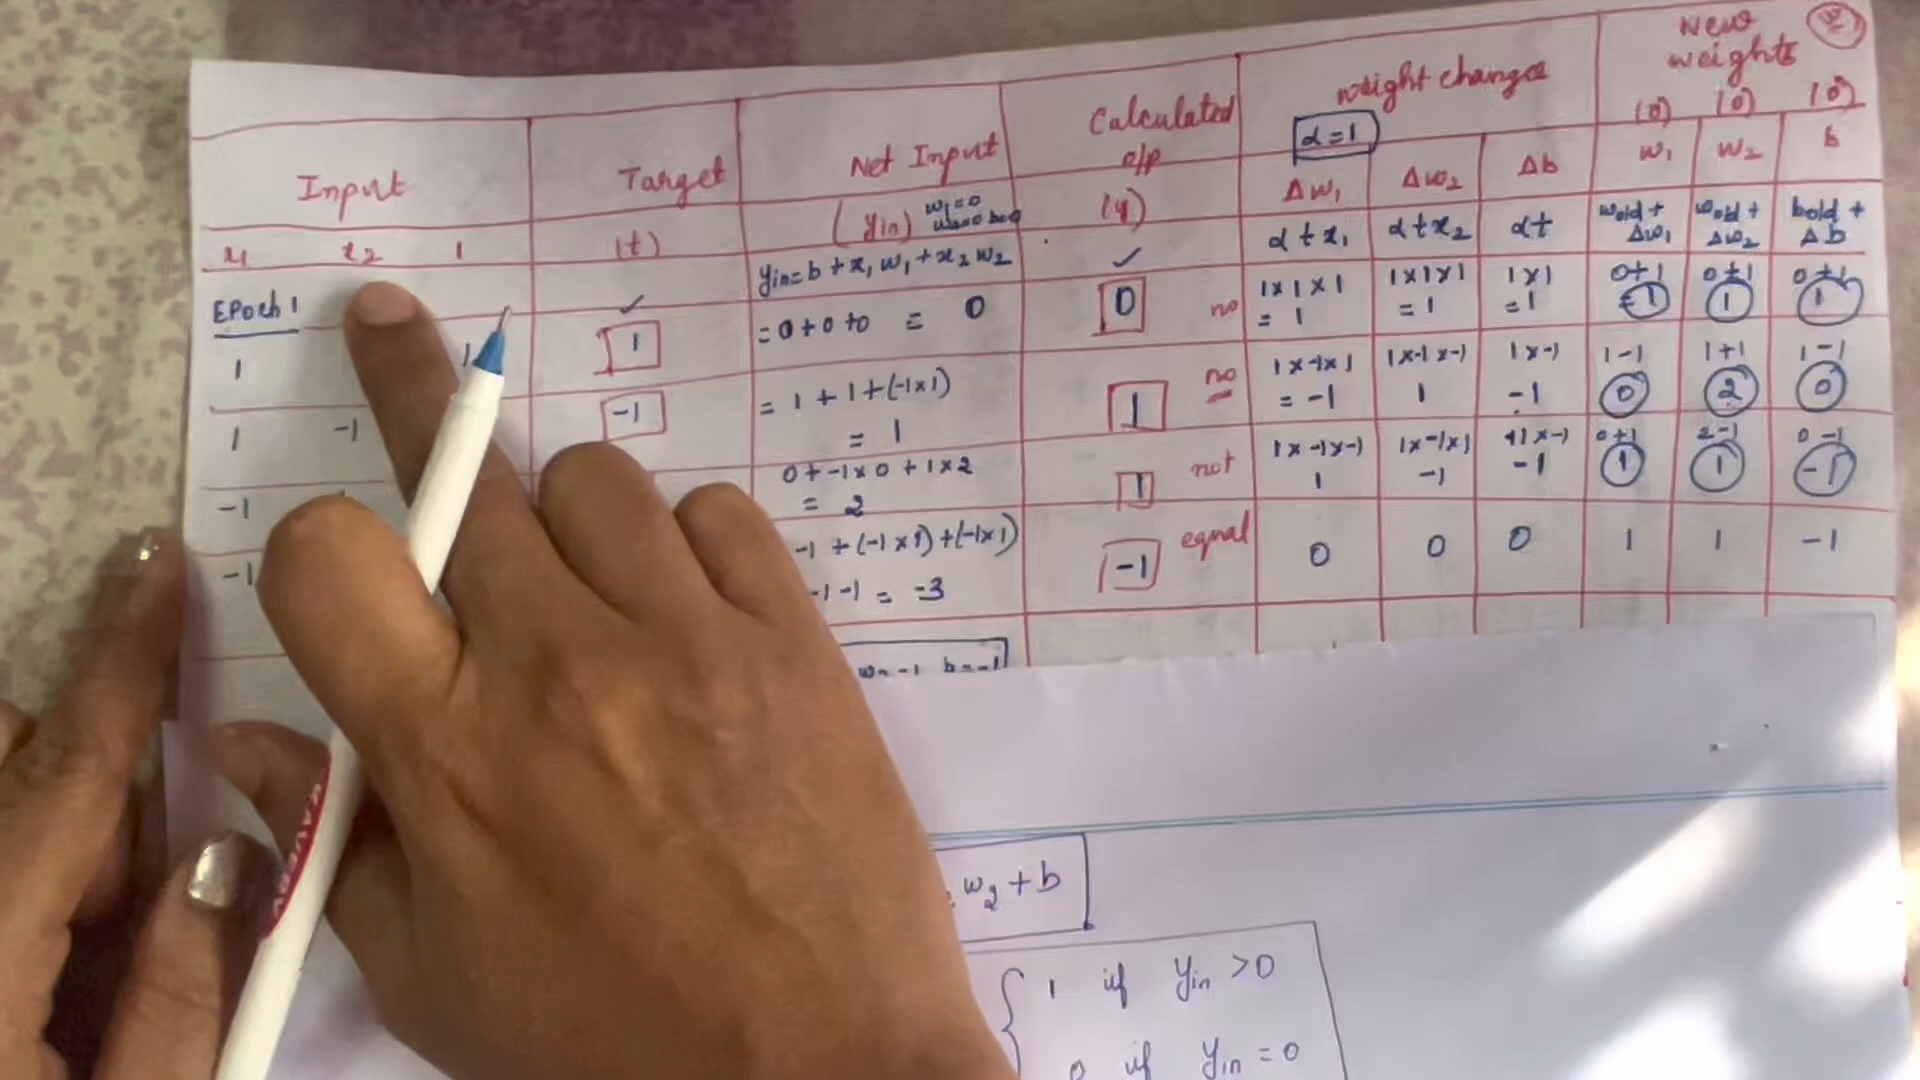 Input Target Net Input Calculated o/p weight change New weights
α=1 (0) (0) (0)
x1 x2 1 (t) (yin) w1=0 (y) Δw1 Δw2 Δb w1 w2 b
yin = b + x1 w1 + x2 w2 ✓ αtx1 αtx2 αt wold + Δw1 wold + Δw2 bold + Δb
EPoch 1
1 1 ✓ 1 = 0+0+0 = 0 0 no 1x1x1 = 1 1x1x1 = 1 1x1 = 1 0+1 = 1 0+1 1 0+1 1
1 -1 -1 = 1 + 1 + (-1x1) = 1 1 no 1x-1x1 = -1 1x-1x-1 1 1x-1 -1 1-1 0 1+1 2 1-1 0
-1 0 + -1x0 + 1x2 = 2 1 not 1x-1x-1 1 1x-1x1 -1 1x-1 -1 0+1 1 2-1 1 0-1 -1
-1 -1 + (-1x1) + (-1x1) -1-1 = -3 -1 equal 0 0 0 1 1 -1
b=-1
w2 + b
1 if yin >0
0 if yin = 0